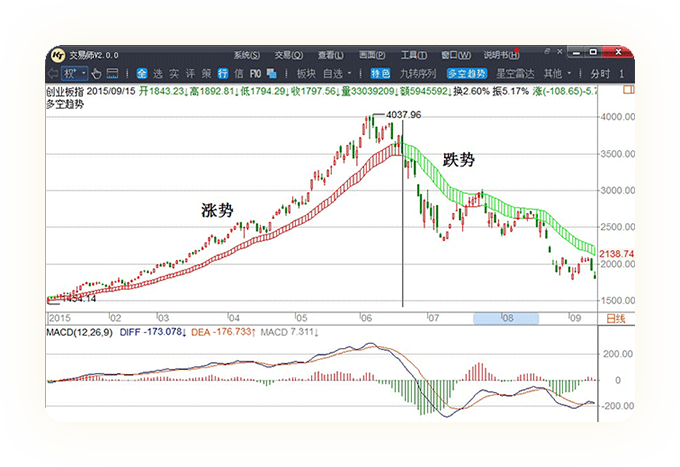 KT 交易师V2.0.0 系统(S) 交易(Q) 查看(L) 画面(P) 工具(T) 窗口(W) 说明书(H)
权 全 选 实 评 策 行 信 F10 板块 自选 特色 九转序列 多空趋势 星空雷达 其他 分时 1
创业板指 2015/09/15 开1843.23↓高1892.81↓低1794.29↓收1797.56↓量33039209↓额5945592↓换2.60% 振5.17% 涨(-108.65)-5.7
多空趋势
4037.96
4000.00
跌势
3500.00
3000.00
涨势
2500.00
2138.74
2000.00
1454.14
1500.00
2015 02 03 04 05 06 07 08 09 日线
MACD(12,26,9) DIFF -173.078↓ DEA -176.733↑ MACD 7.311↓
200.00
0
-200.00